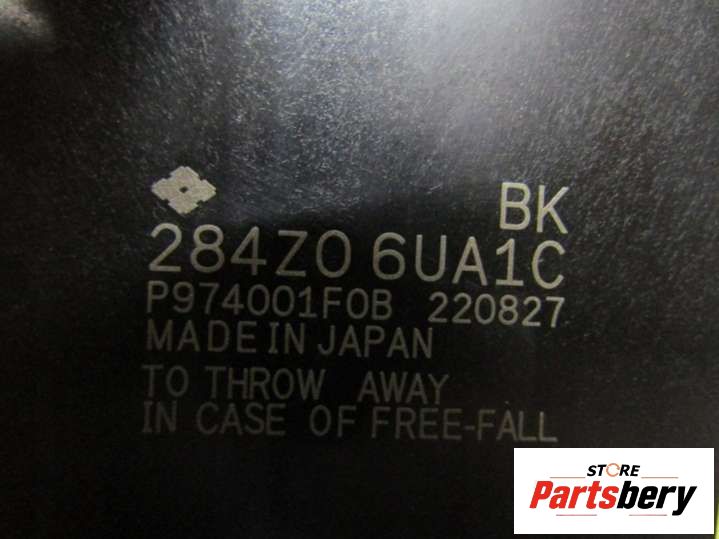 BK
284Z0 6UA1C
P974001F0B 220827
MADE IN JAPAN
TO THROW AWAY
IN CASE OF FREE-FALL
STORE
Partsbery